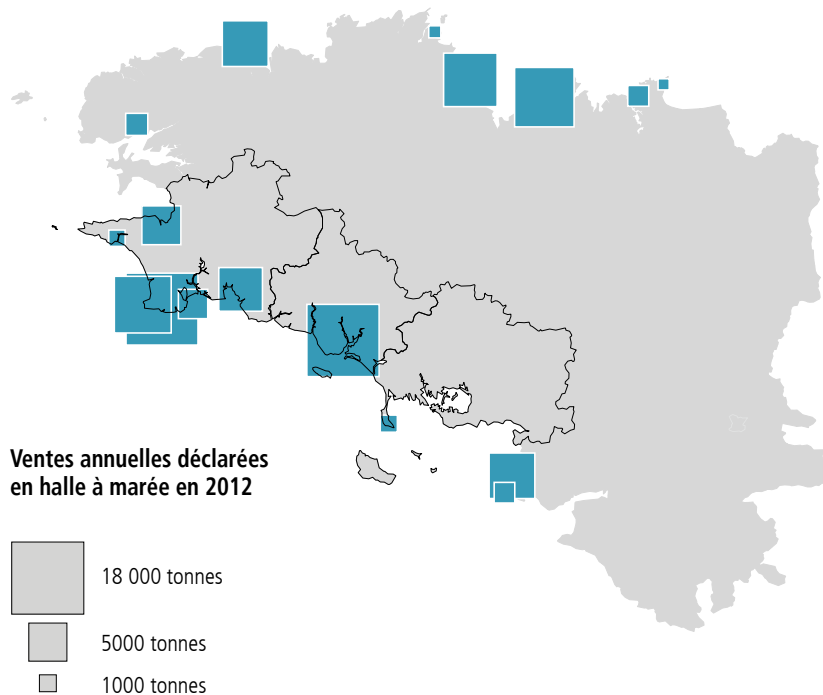 Ventes annuelles déclarées
en halle à marée en 2012
18 000 tonnes
5000 tonnes
1000 tonnes